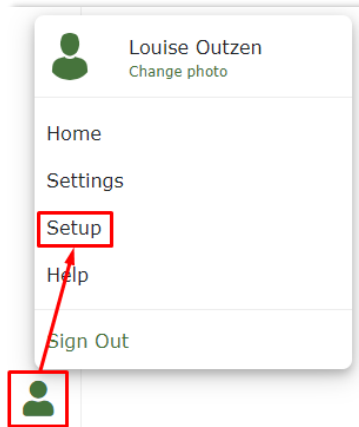 Louise Outzen
Change photo
Home
Settings
Setup
Help
Sign Out